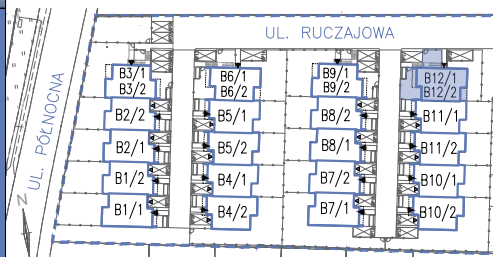 UL. RUCZAJOWA
UL. PÓŁNOCNA
B3/1
B3/2
B2/2
B2/1
B1/2
B1/1
B6/1
B6/2
B5/1
B5/2
B4/1
B4/2
B9/1
B9/2
B8/2
B8/1
B7/2
B7/1
B12/1
B12/2
B11/1
B11/2
B10/1
B10/2
N